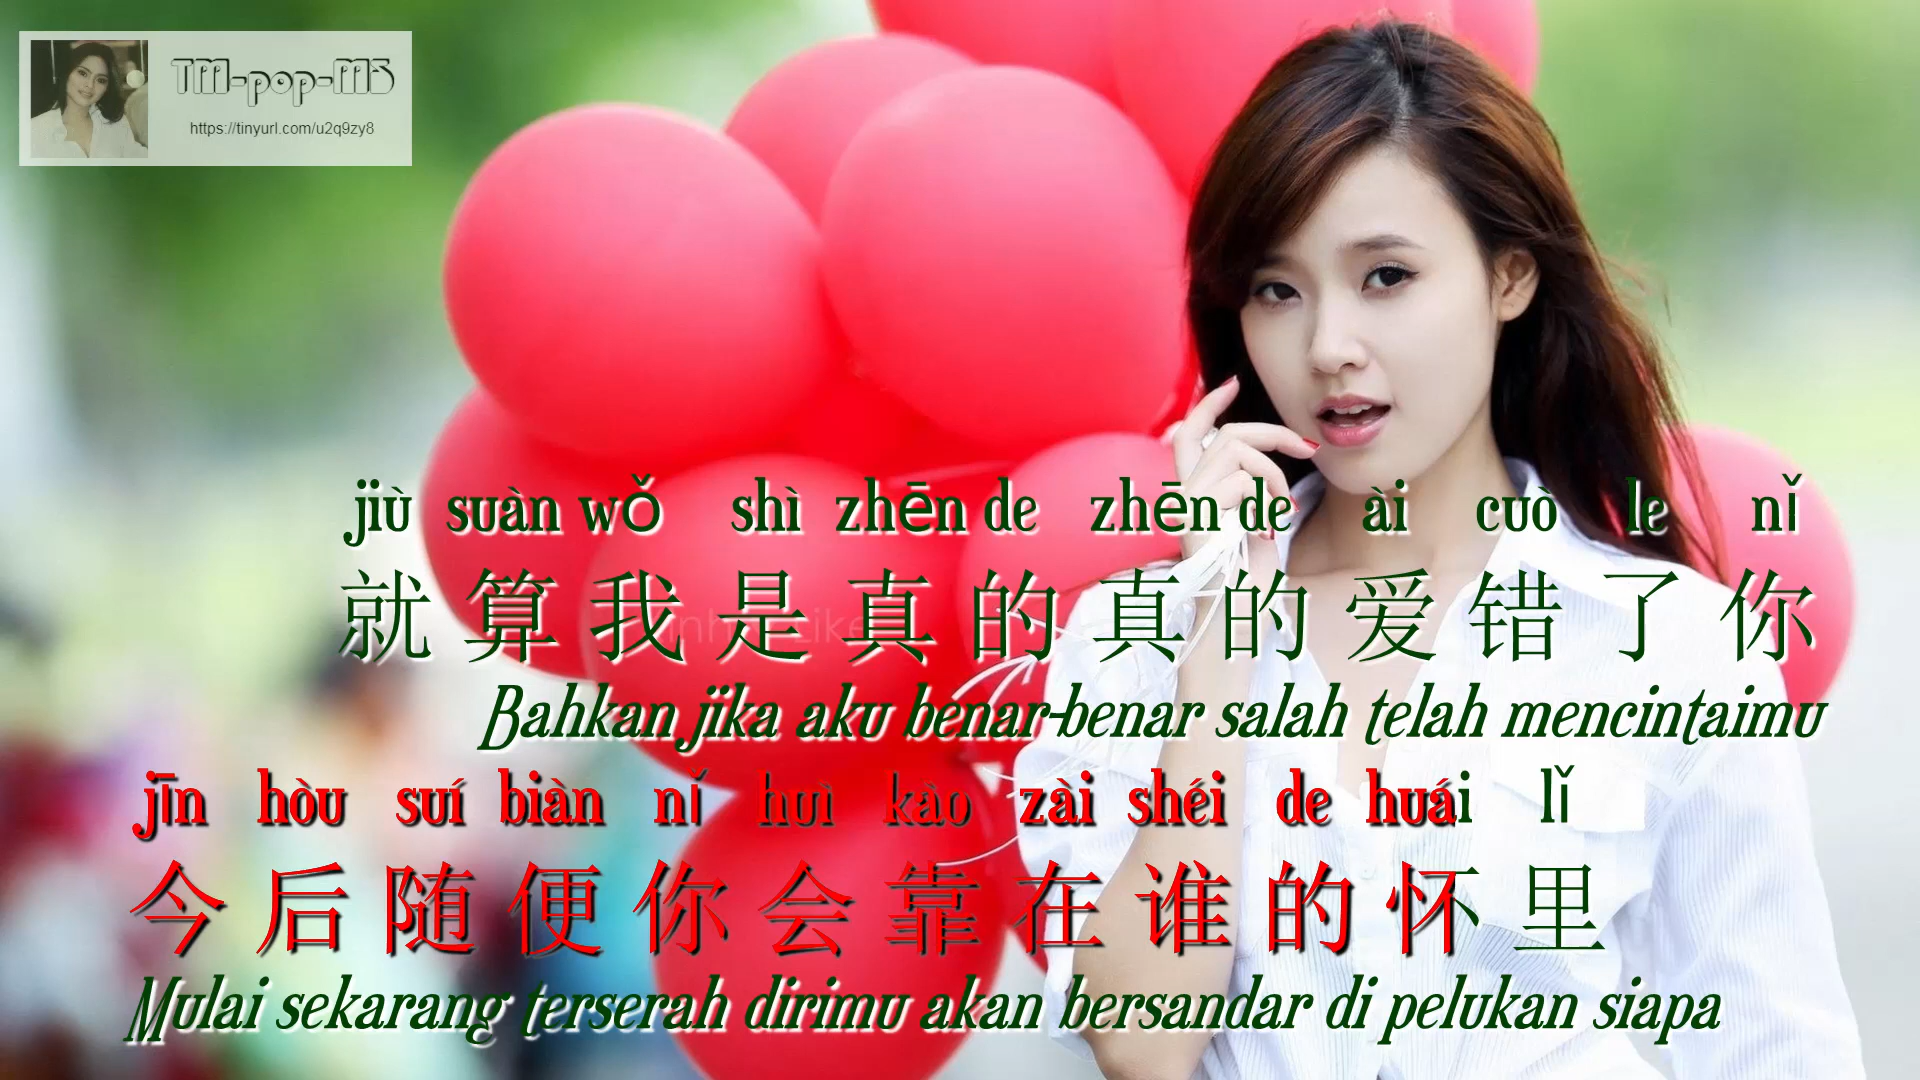 TM-pop-M3
https://tinyurl.com/u2q9zy8
jiù suàn wǒ shì zhēn de zhēn de ài cuò le nǐ
就算我是真的真的爱错了你
Bahkan jika aku benar-benar salah telah mencintaimu
jīn hòu suí biàn nǐ huì kào zài shéi de huái lǐ
今后随便你会靠在谁的怀里
Mulai sekarang terserah dirimu akan bersandar di pelukan siapa